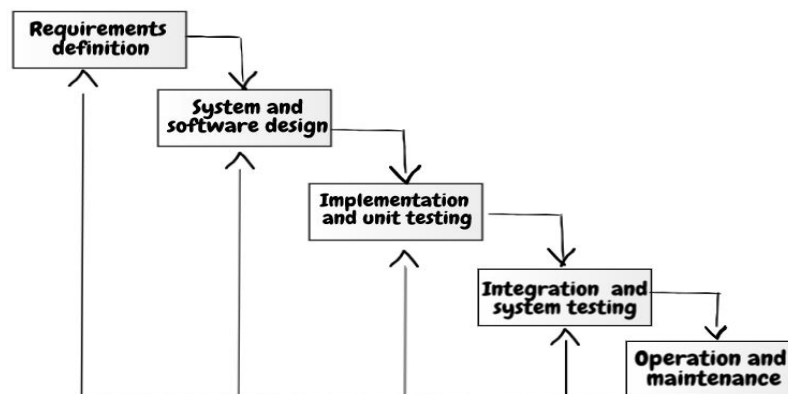 Requirements
definition
System and
software design
Implementation
and unit testing
Integration and
system testing
Operation and
maintenance